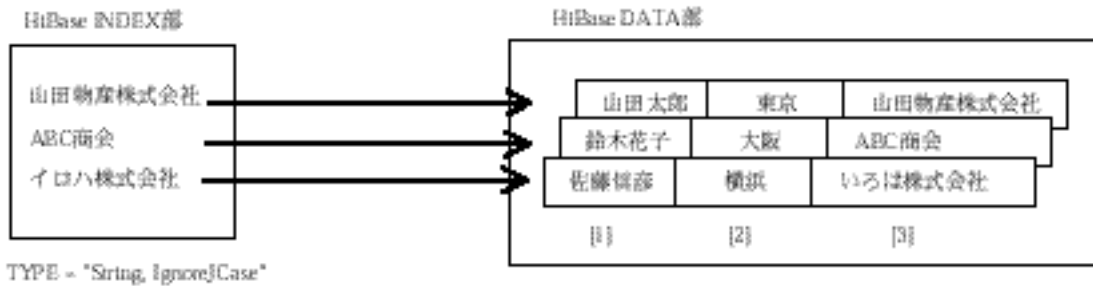 HiBase INDEX部
HiBase DATA部
山田物産株式会社
ABC商会
イロハ株式会社
山田太郎 東京 山田物産株式会社
鈴木花子 大阪 ABC商会
佐藤信彦 横浜 いろは株式会社
[1] [2] [3]
TYPE = "String, IgnoreJCase"